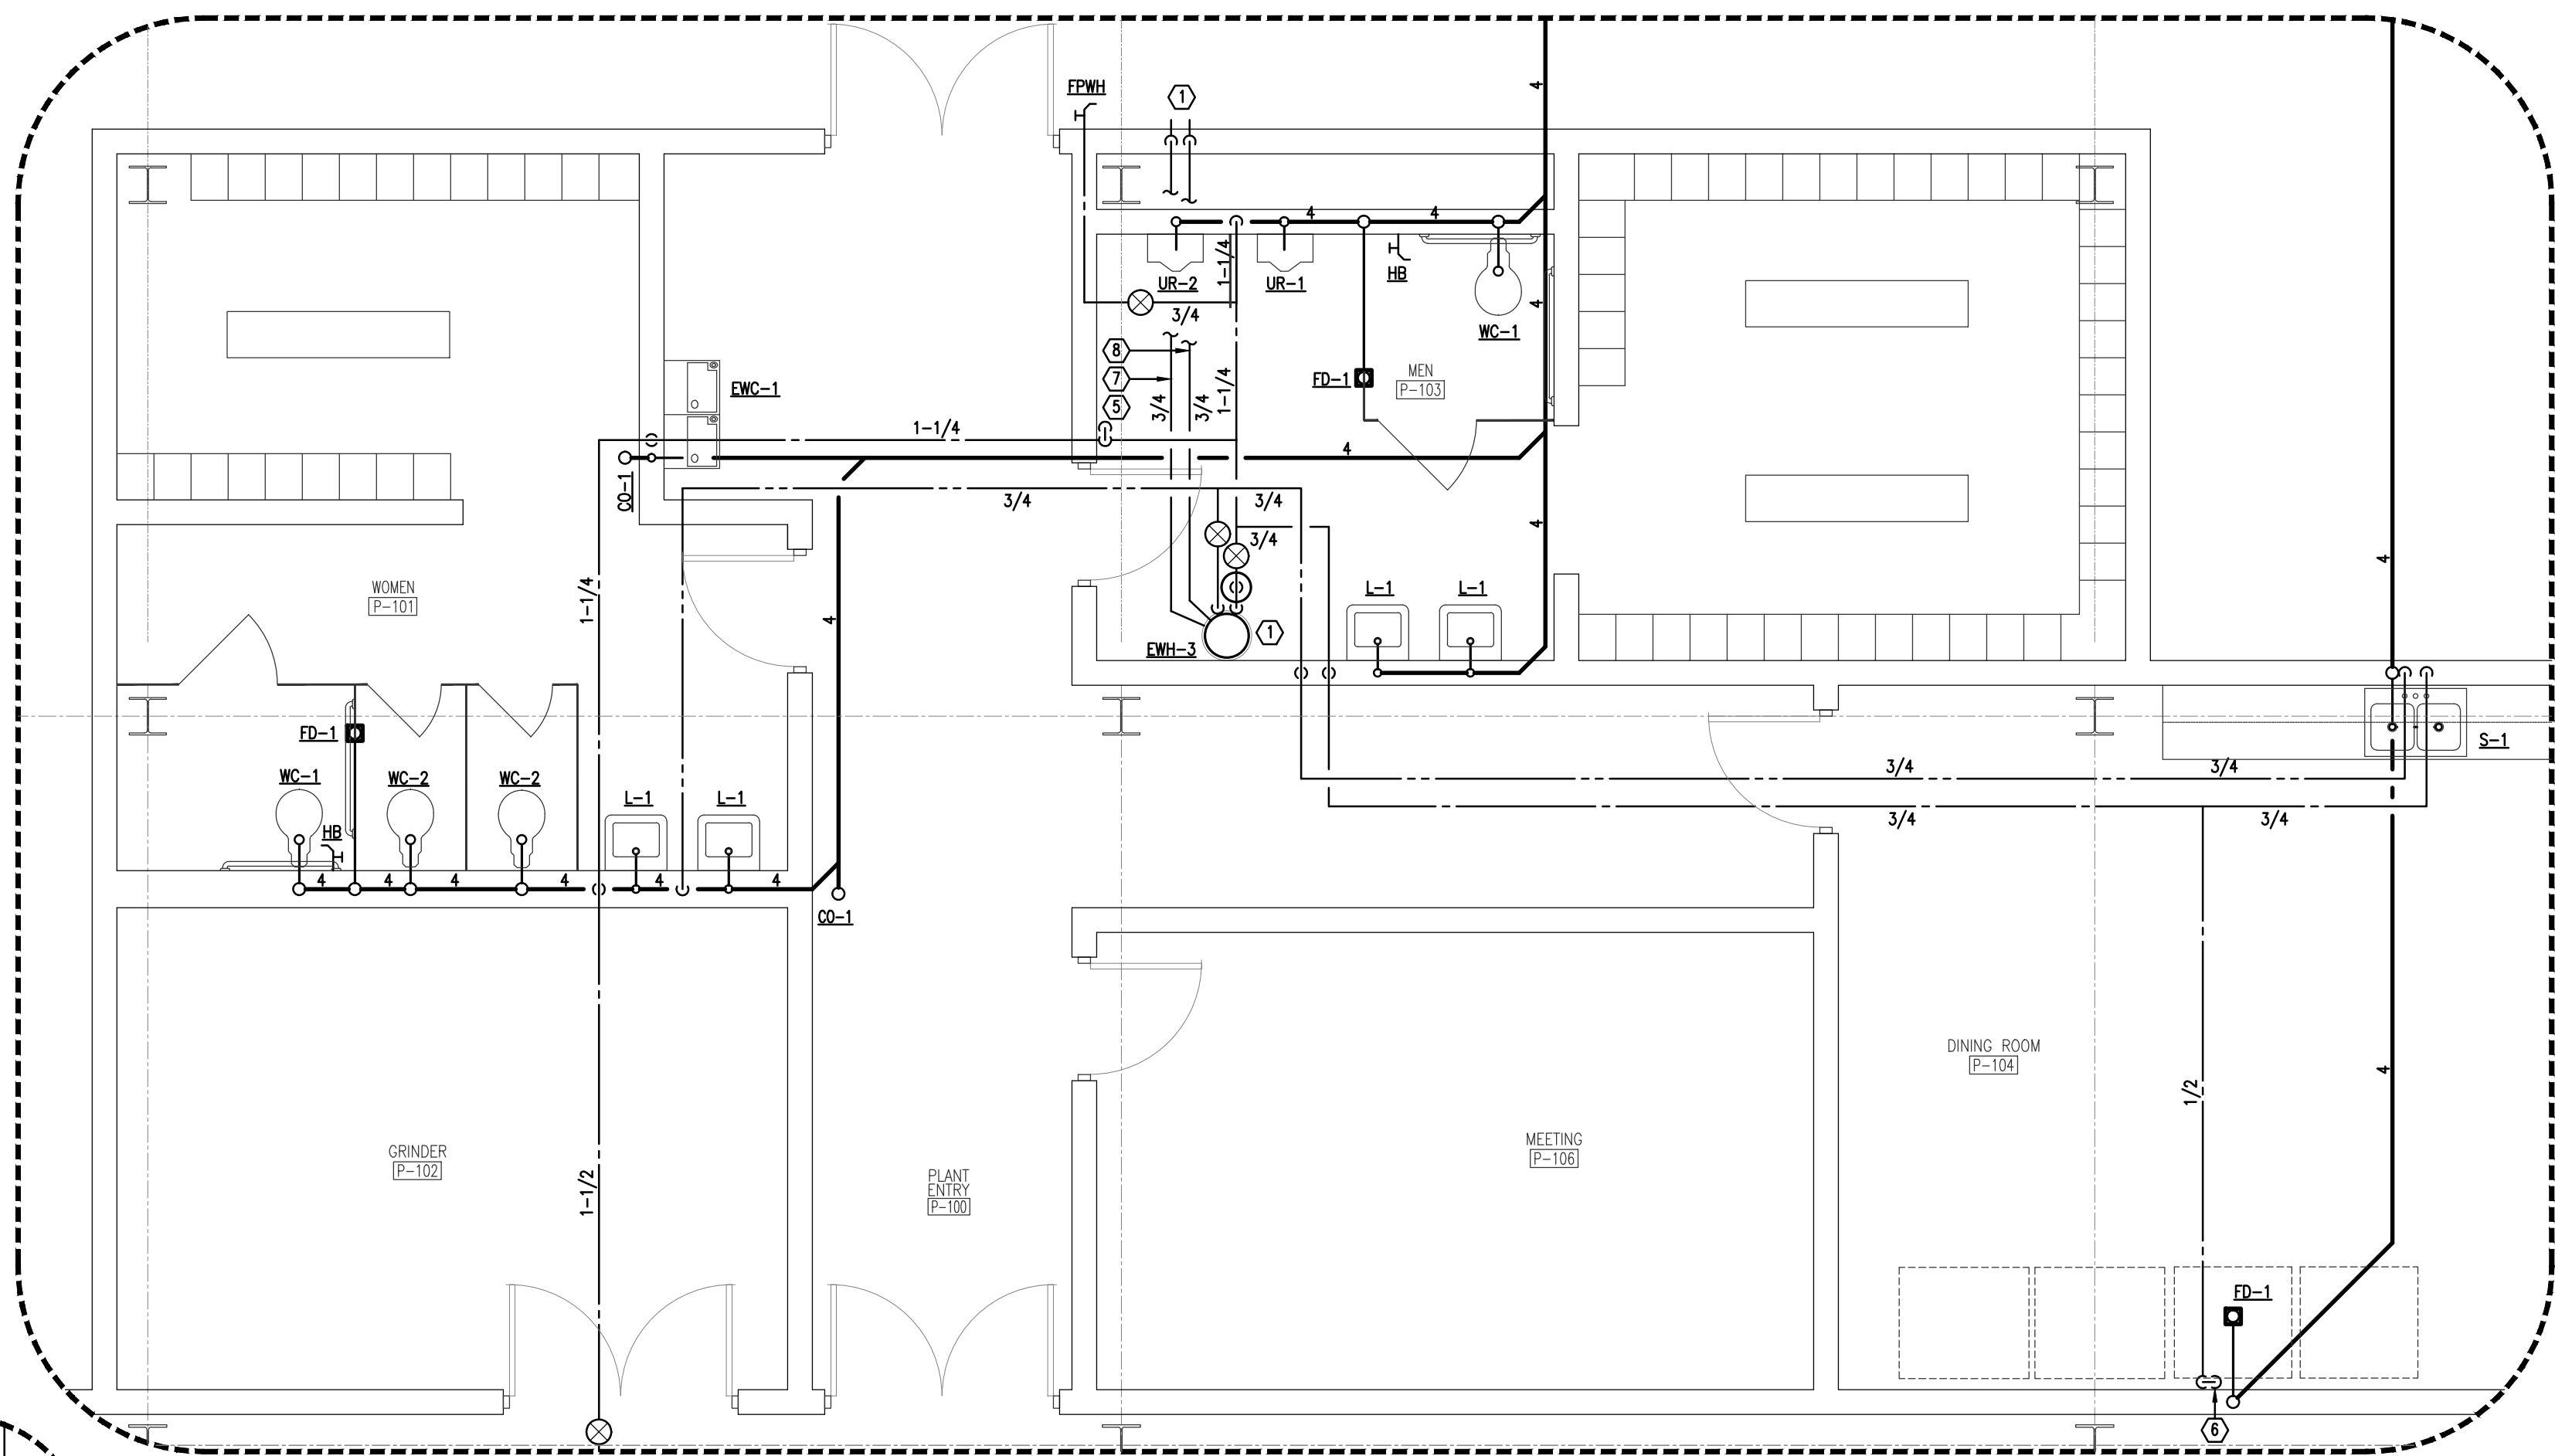 FPWH
1
4
4
4
UR-2
1-1/4
UR-1
HB
4
WC-1
3/4
8
7
5
3/4
3/4
1-1/4
FD-1
MEN
P-103
EWC-1
1-1/4
4
CO-1
3/4
3/4
3/4
4
4
WOMEN
P-101
1-1/4
4
EWH-3
1
L-1
L-1
FD-1
S-1
WC-1
WC-2
WC-2
L-1
L-1
3/4
3/4
HB
3/4
3/4
4
4
4
4
4
4
CO-1
DINING ROOM
P-104
4
1/2
GRINDER
P-102
MEETING
P-106
1-1/2
PLANT
ENTRY
P-100
FD-1
6